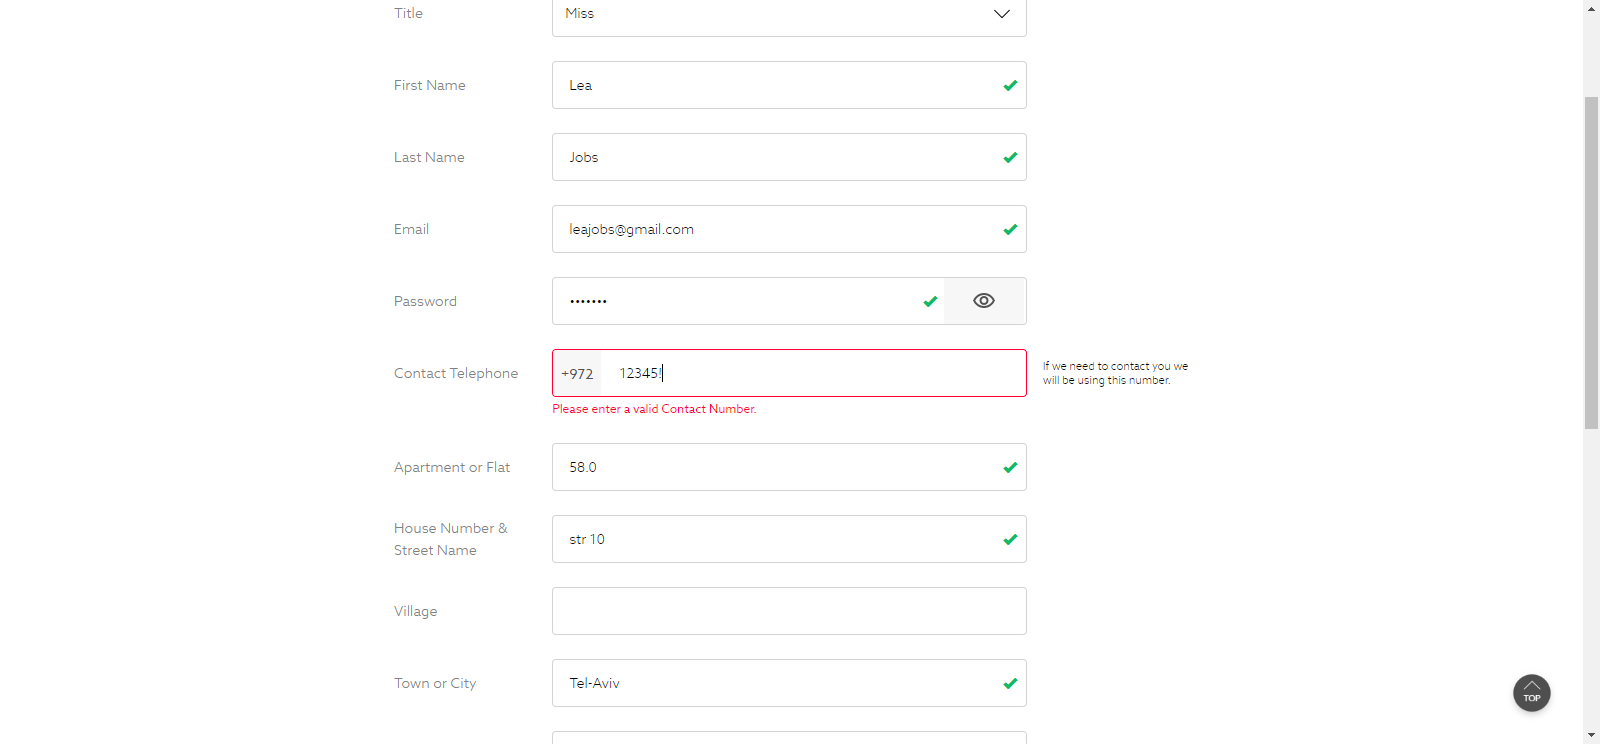 Title
Miss
First Name
Lea
Last Name
Jobs
Email
leajobs@gmail.com
Password
•••••••
Contact Telephone
+972
12345!
If we need to contact you we
will be using this number.
Please enter a valid Contact Number.
Apartment or Flat
58.0
House Number &
Street Name
str 10
Village
Town or City
Tel-Aviv
TOP